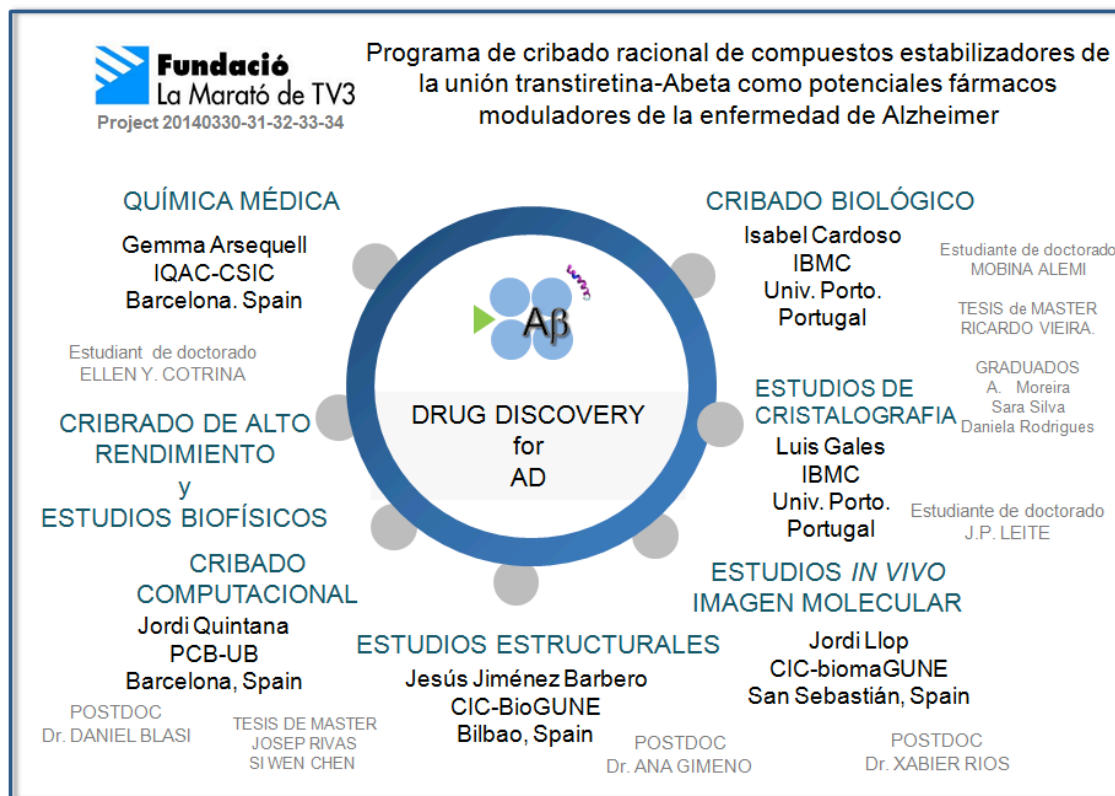 Fundació
La Marató de TV3
Project 20140330-31-32-33-34
Programa de cribado racional de compuestos estabilizadores de
la unión transtiretina-Abeta como potenciales fármacos
moduladores de la enfermedad de Alzheimer
QUÍMICA MÉDICA
Gemma Arsequell
IQAC-CSIC
Barcelona. Spain
Estudiant de doctorado
ELLEN Y. COTRINA
CRIBRADO DE ALTO
RENDIMIENTO
y
ESTUDIOS BIOFÍSICOS
CRIBADO
COMPUTACIONAL
Jordi Quintana
PCB-UB
Barcelona, Spain
POSTDOC
Dr. DANIEL BLASI
TESIS DE MASTER
JOSEP RIVAS
SI WEN CHEN
Aβ
DRUG DISCOVERY
for
AD
ESTUDIOS ESTRUCTURALES
Jesús Jiménez Barbero
CIC-BioGUNE
Bilbao, Spain
POSTDOC
Dr. ANA GIMENO
CRIBADO BIOLÓGICO
Isabel Cardoso
IBMC
Univ. Porto.
Portugal
Estudiante de doctorado
MOBINA ALEMI
TESIS de MASTER
RICARDO VIEIRA.
GRADUADOS
A. Moreira
Sara Silva
Daniela Rodrigues
ESTUDIOS DE
CRISTALOGRAFIA
Luis Gales
IBMC
Univ. Porto.
Portugal
Estudiante de doctorado
J.P. LEITE
ESTUDIOS IN VIVO
IMAGEN MOLECULAR
Jordi Llop
CIC-biomaGUNE
San Sebastián, Spain
POSTDOC
Dr. XABIER RIOS